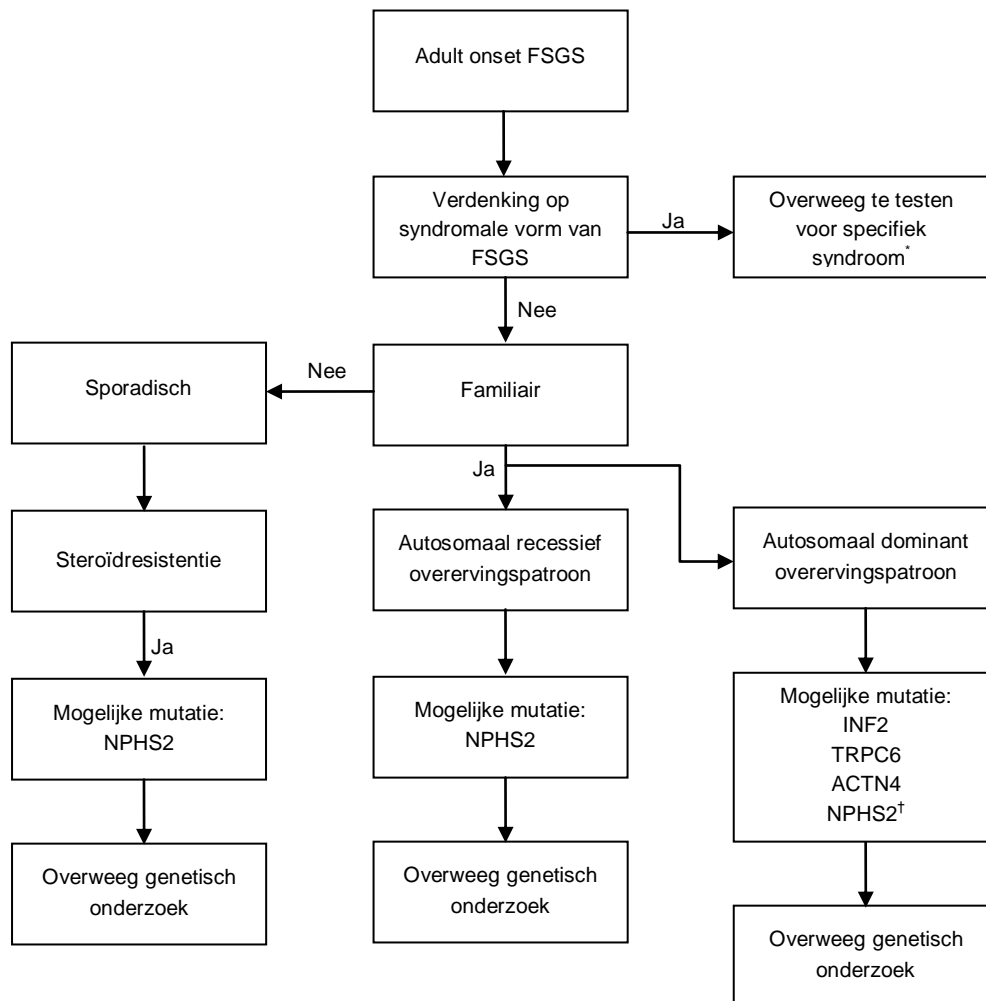 Adult onset FSGS
Verdenking op
syndromale vorm van
FSGS
Ja
Overweeg te testen
voor specifiek
syndroom*
Nee
Sporadisch
Nee
Familiair
Ja
Steroïdresistentie
Autosomaal recessief
overervingspatroon
Autosomaal dominant
overervingspatroon
Ja
Mogelijke mutatie:
NPHS2
Mogelijke mutatie:
NPHS2
Mogelijke mutatie:
INF2
TRPC6
ACTN4
NPHS2†
Overweeg genetisch
onderzoek
Overweeg genetisch
onderzoek
Overweeg genetisch
onderzoek